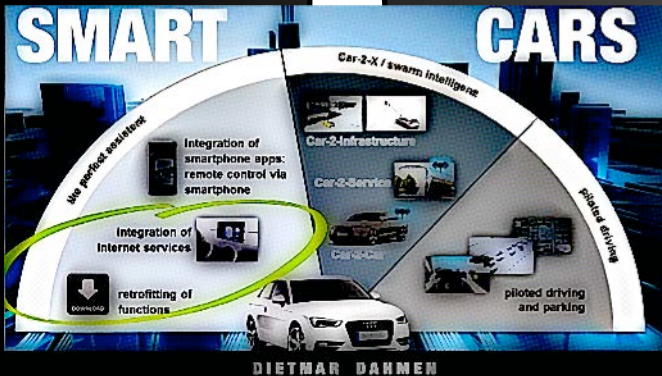 SMART CARS
the perfect assistent
Car-2-X / swarm intelligent
piloted driving
Integration of
smartphone apps:
remote control via
smartphone
integration of
Internet services
DOWNLOAD
retrofitting of
functions
Car-2-Infrastructure
Car-2-Service
Car-2-Car
piloted driving
and parking
DIETMAR DAHMEN